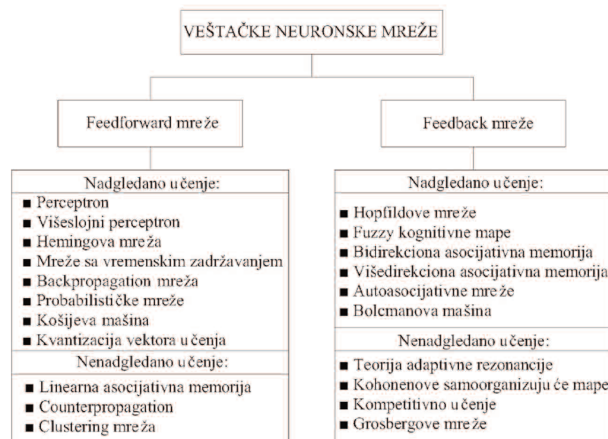 VEŠTAČKE NEURONSKE MREŽE
Feedforward mreže
Nadgledano učenje:
■ Perceptron
■ Višeslojni perceptron
■ Hemingova mreža
■ Mreže sa vremenskim zadržavanjem
■ Backpropagation mreža
■ Probabilističke mreže
■ Košijeva mašina
■ Kvantizacija vektora učenja
Nenadgledano učenje:
■ Linearna asocijativna memorija
■ Counterpropagation
■ Clustering mreža
Feedback mreže
Nadgledano učenje:
■ Hopfildove mreže
■ Fuzzy kognitivne mape
■ Bidirekciona asocijativna memorija
■ Višedirekciona asocijativna memorija
■ Autoasocijativne mreže
■ Bolcmanova mašina
Nenadgledano učenje:
■ Teorija adaptivne rezonancije
■ Kohonenove samoorganizujuće mape
■ Kompetitivno učenje
■ Grosbergove mreže